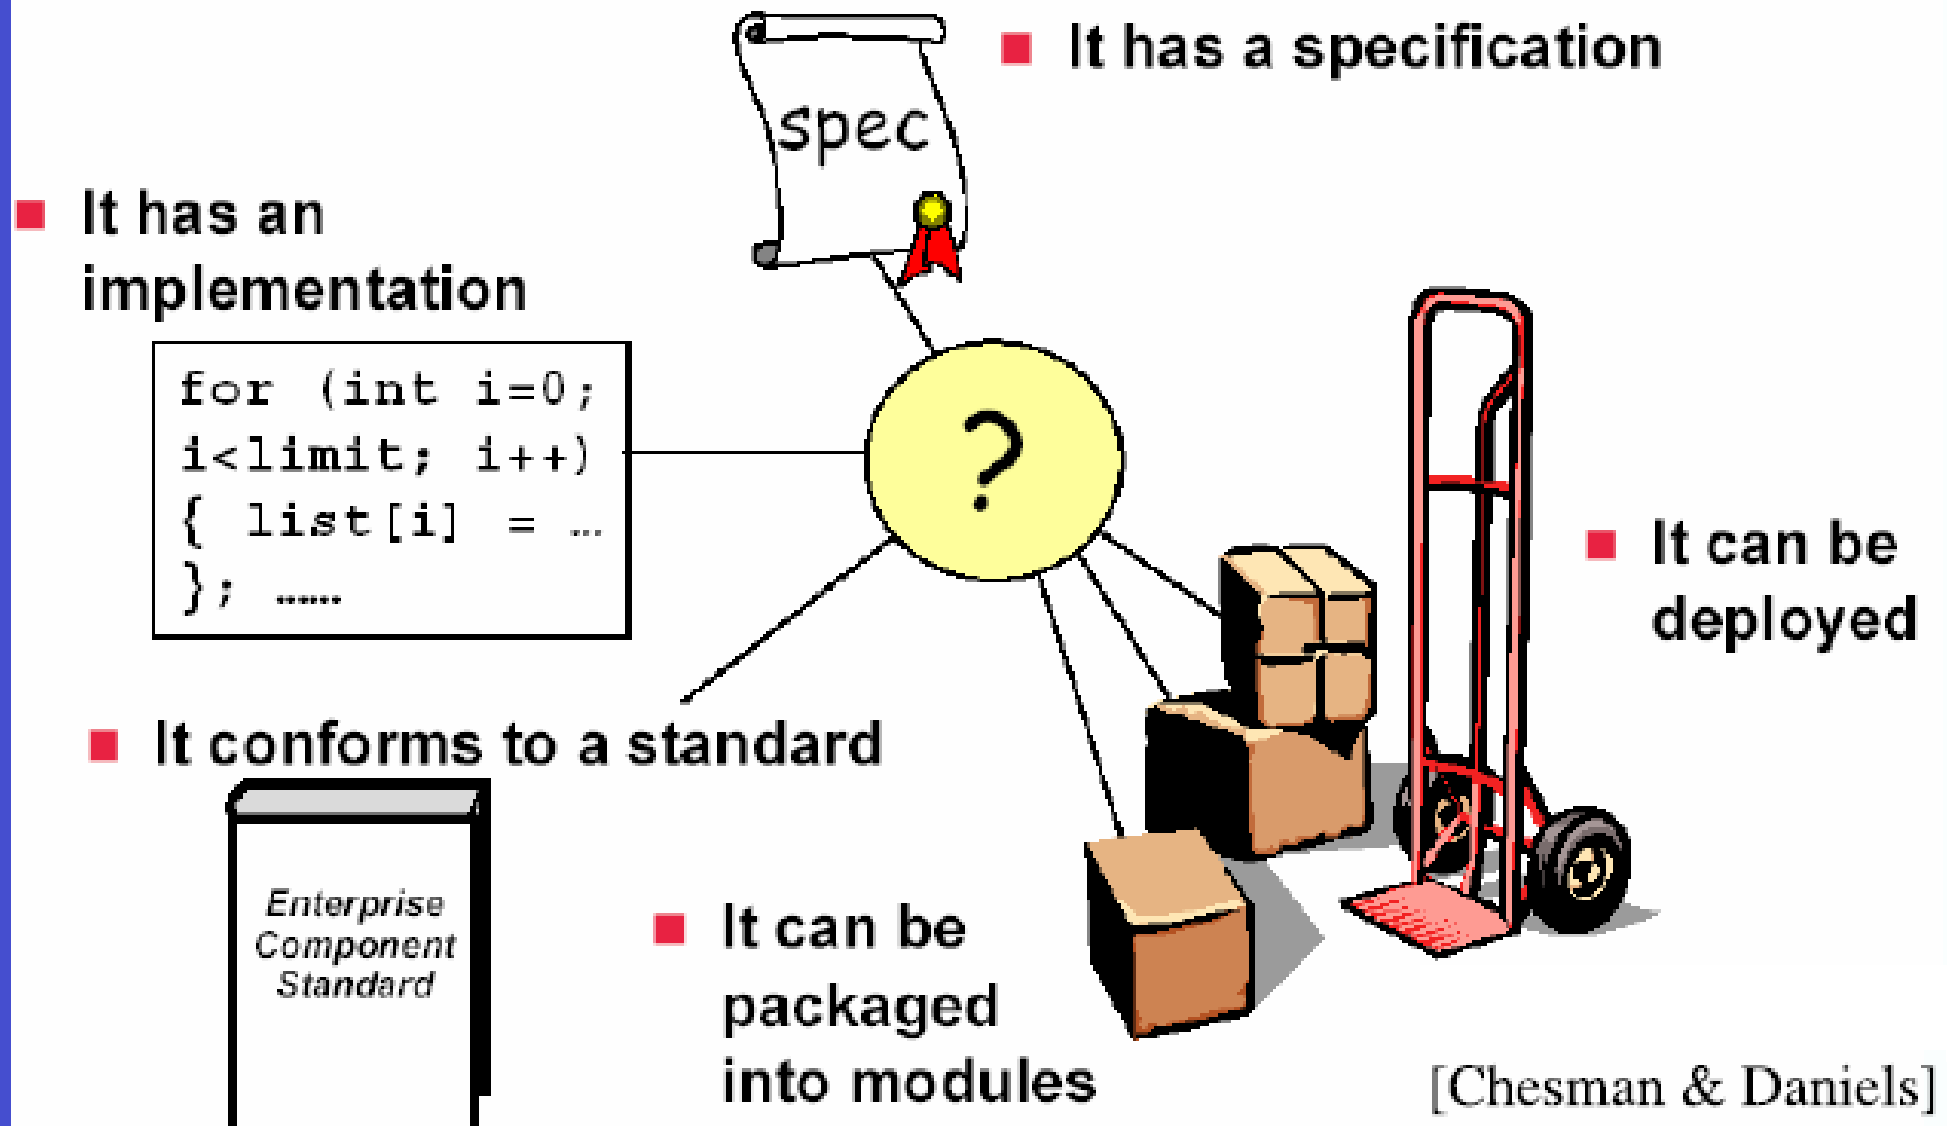 It has a specification
spec
It has an
implementation
for (int i=0;
i<limit; i++)
{ list[i] = …
}; ……
?
It can be
deployed
It conforms to a standard
Enterprise
Component
Standard
It can be
packaged
into modules
[Chesman & Daniels]